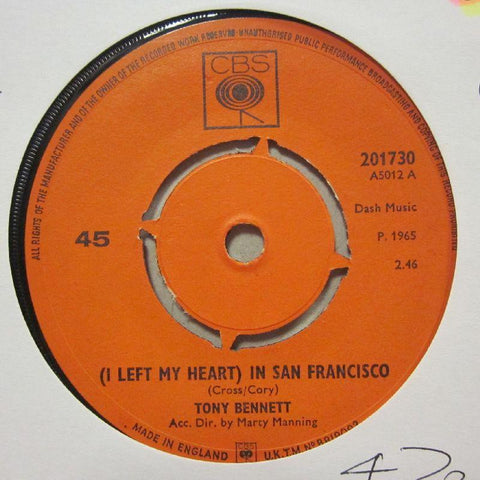 ALL RIGHTS OF THE MANUFACTURER AND OF THE OWNER OF THE RECORDED WORK RESERVED. UNAUTHORISED PUBLIC PERFORMANCE BROADCASTING AND COPYING OF THIS RECORD PROHIBITED
CBS
201730
A5012 A
Dash Music
45
P. 1965
2.46
(I LEFT MY HEART) IN SAN FRANCISCO
(Cross/Cory)
TONY BENNETT
Acc. Dir. by Marty Manning
MADE IN ENGLAND
CBS
U.K.T.M. Nº